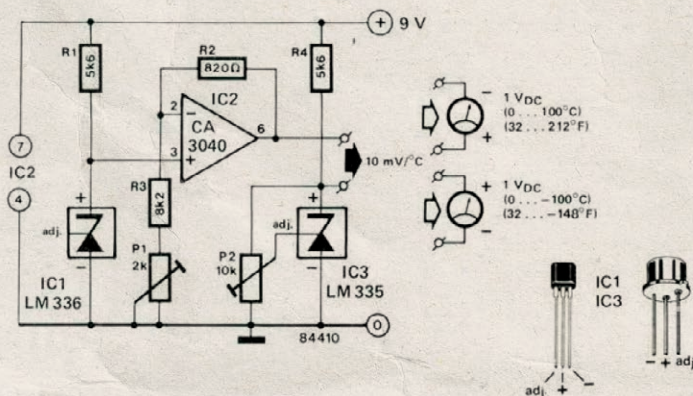 + 9 V
R1
5k6
R2
820Ω
R4
5k6
IC2
2
−
CA
3040
6
3
+
7
IC2
4
R3
8k2
10 mV/°C
−
1 VDC
(0 ... 100°C)
(32 ... 212°F)
+
+
1 VDC
(0 ... −100°C)
(32 ... −148°F)
−
+
adj.
−
IC1
LM 336
P1
2k
P2
10k
+
adj.
−
IC3
LM 335
0
84410
IC1
IC3
adj. + −
− + adj